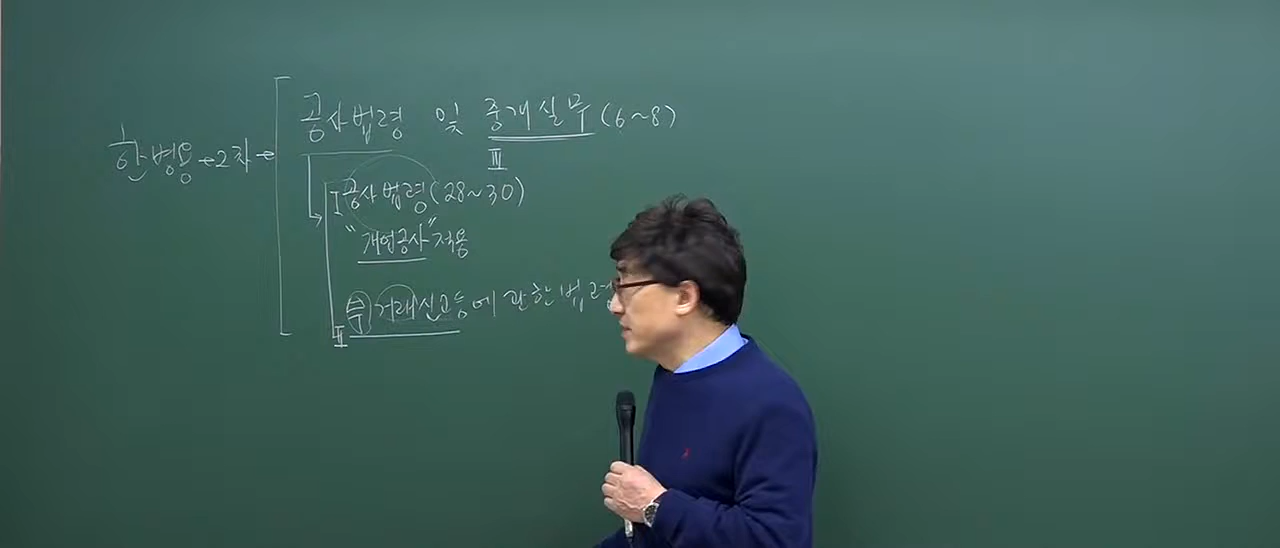 한병용→2차→
공사법령 및 중개실무 (6~8)
Ⅲ
Ⅰ 공사법령(28~30)
"개업공사" 적용
Ⅱ 부 거래신고등에 관한 법령